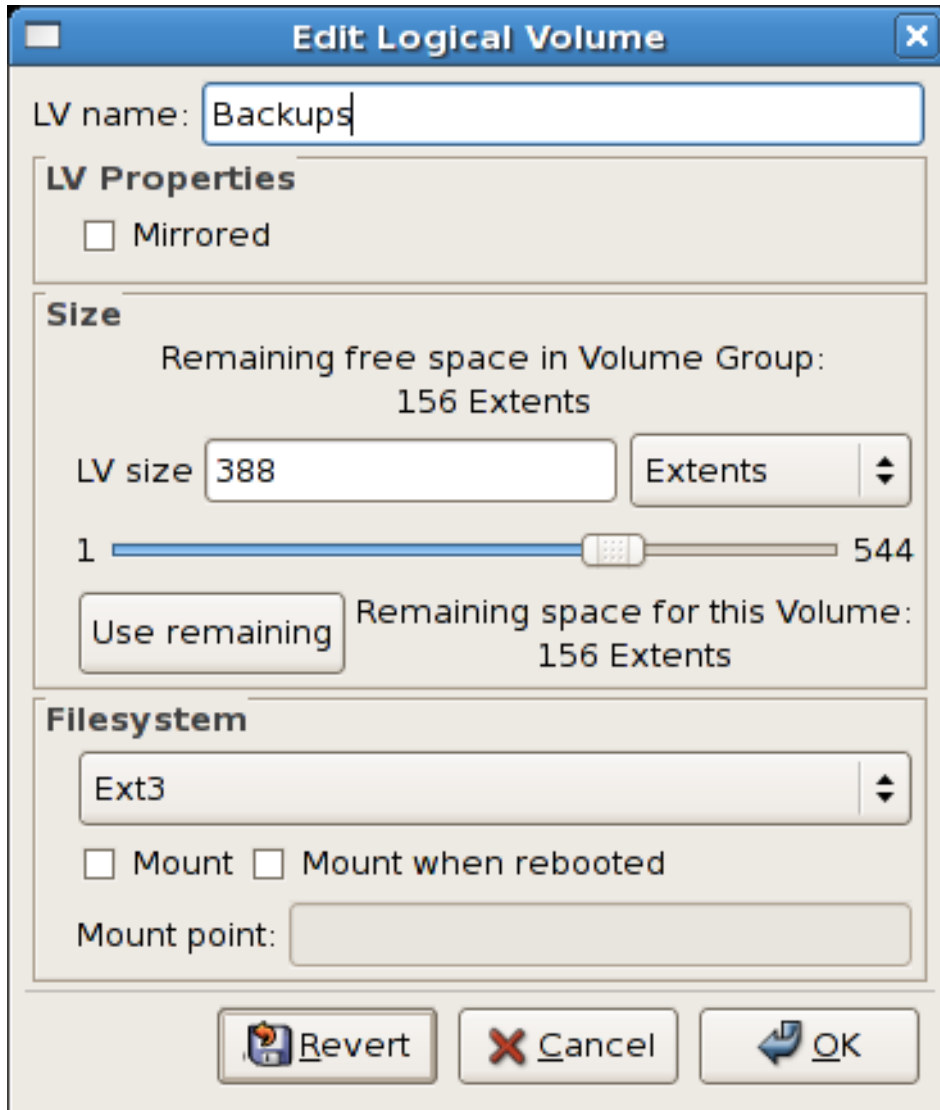 Edit Logical Volume
LV name: Backups
LV Properties
Mirrored
Size
Remaining free space in Volume Group:
156 Extents
LV size 388 Extents
1 544
Use remaining Remaining space for this Volume:
156 Extents
Filesystem
Ext3
Mount Mount when rebooted
Mount point:
Revert Cancel OK